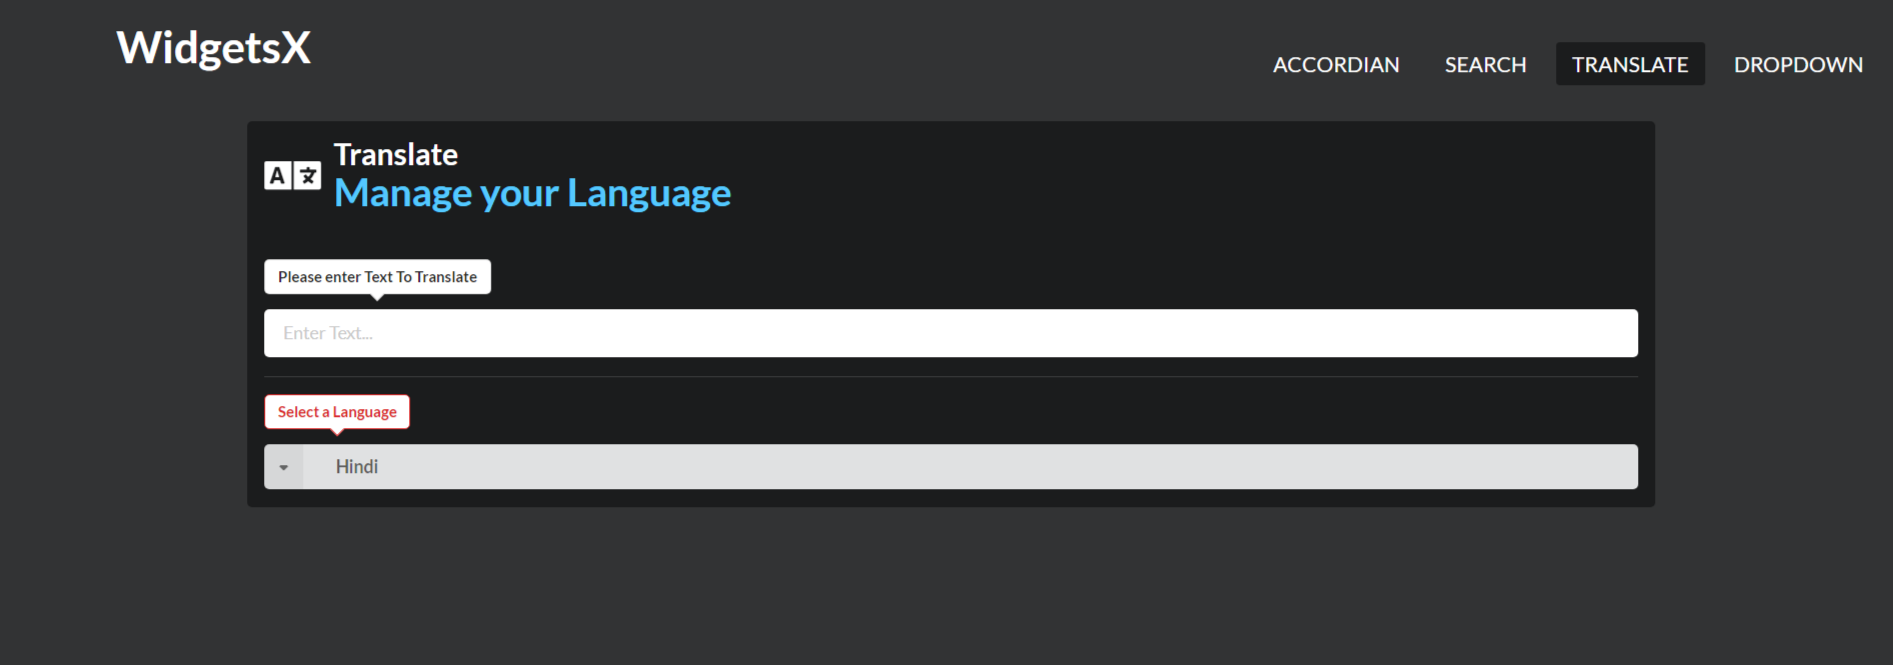 WidgetsX
ACCORDIAN SEARCH TRANSLATE DROPDOWN
A 文
Translate
Manage your Language
Please enter Text To Translate
Enter Text...
Select a Language
Hindi